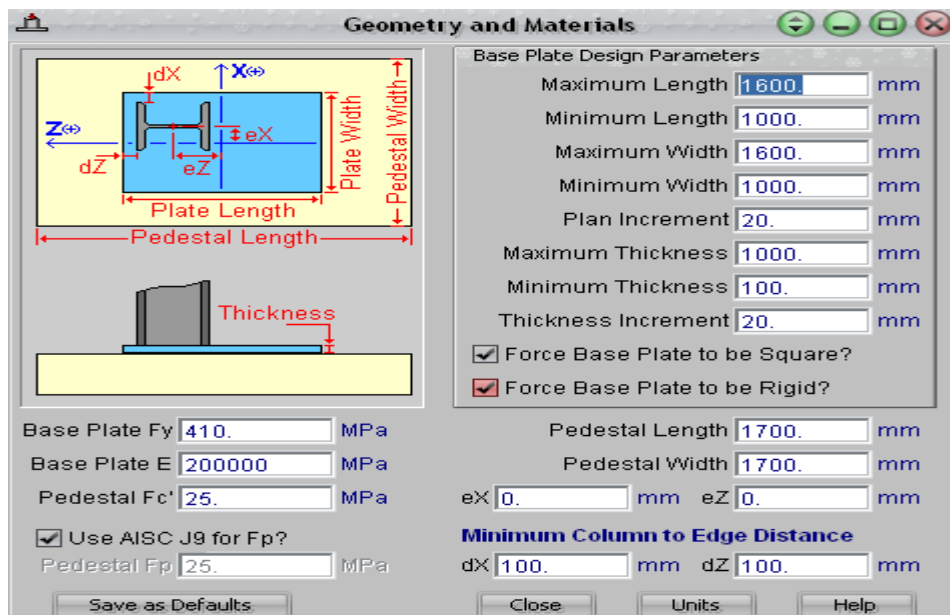 Geometry and Materials
dX
X(+)
Z(+)
eX
dZ
eZ
Plate Width
Pedestal Width
Plate Length
Pedestal Length
Thickness
Base Plate Design Parameters
Maximum Length 1600. mm
Minimum Length 1000. mm
Maximum Width 1600. mm
Minimum Width 1000. mm
Plan Increment 20. mm
Maximum Thickness 1000. mm
Minimum Thickness 100. mm
Thickness Increment 20. mm
Force Base Plate to be Square?
Force Base Plate to be Rigid?
Base Plate Fy 410. MPa
Base Plate E 200000 MPa
Pedestal Fc' 25. MPa
Use AISC J9 for Fp?
Pedestal Fp 25. MPa
Pedestal Length 1700. mm
Pedestal Width 1700. mm
eX 0. mm eZ 0. mm
Minimum Column to Edge Distance
dX 100. mm dZ 100. mm
Save as Defaults Close Units Help